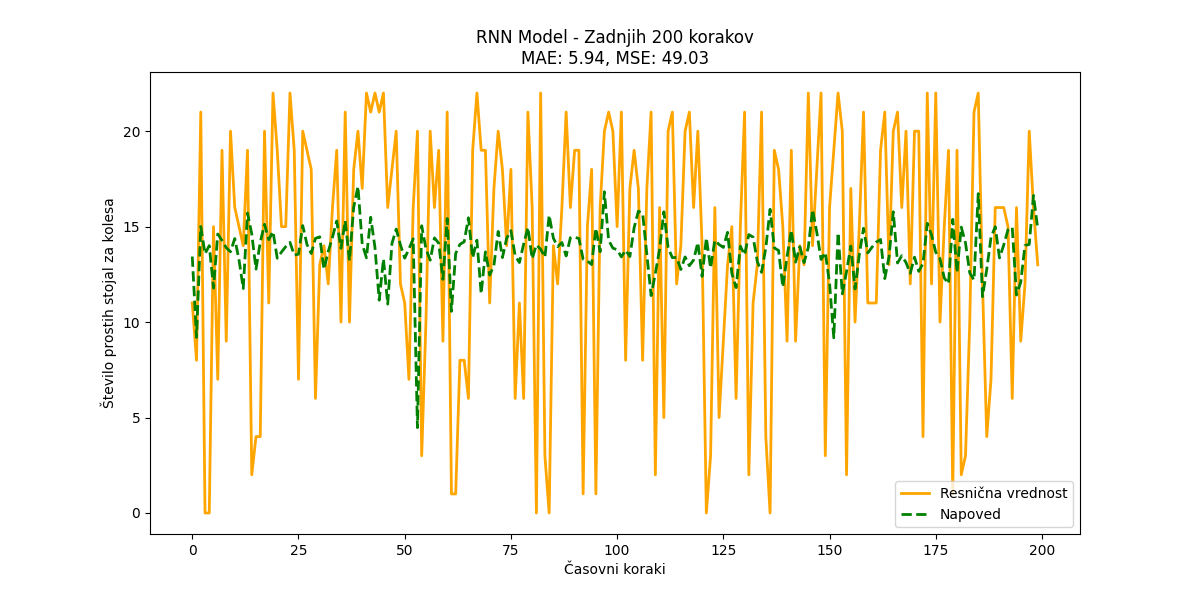 RNN Model - Zadnjih 200 korakov
MAE: 5.94, MSE: 49.03
Število prostih stojal za kolesa
20
15
10
5
0
Resnična vrednost
Napoved
0 25 50 75 100 125 150 175 200
Časovni koraki